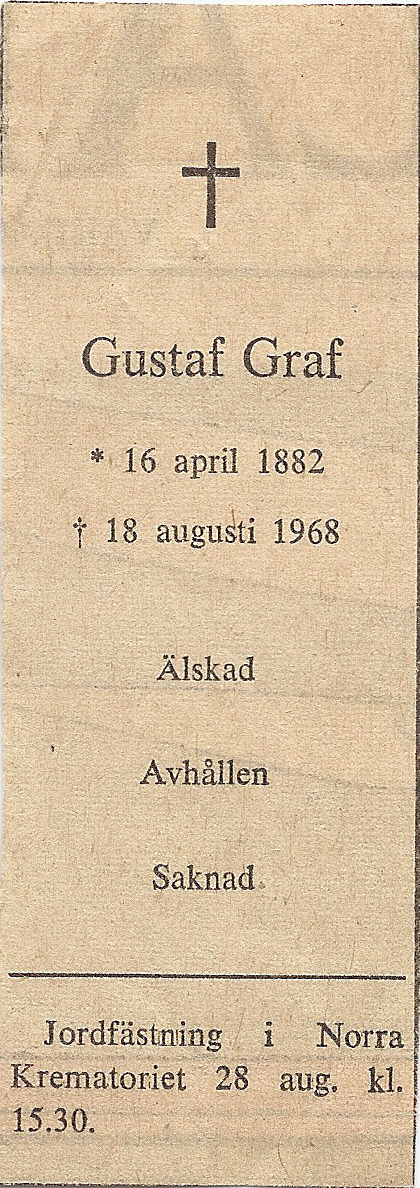 Gustaf Graf
* 16 april 1882
† 18 augusti 1968
Älskad
Avhållen
Saknad
Jordfästning i Norra
Krematoriet 28 aug. kl.
15.30.